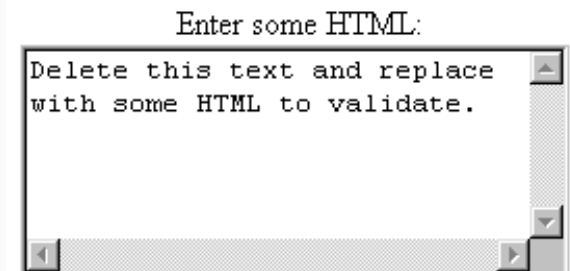 Enter some HTML:
Delete this text and replace
with some HTML to validate.